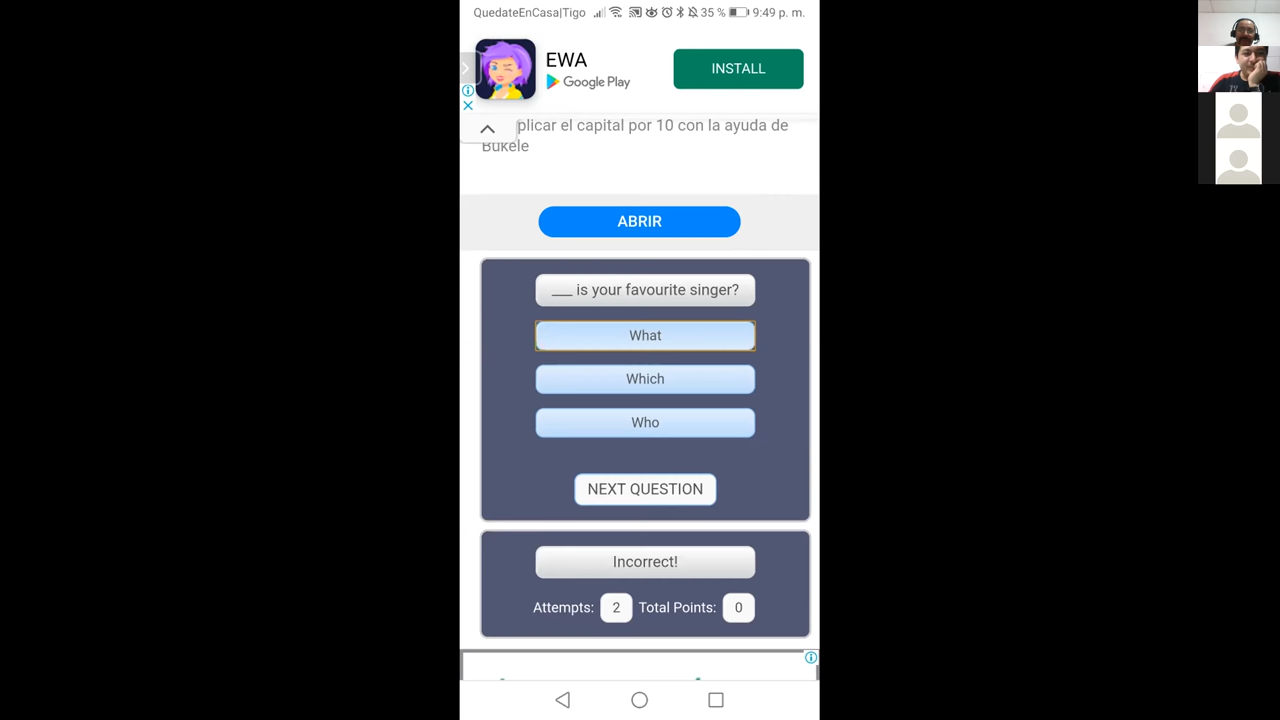 QuedateEnCasa|Tigo 35 % 9:49 p. m.
EWA
Google Play
INSTALL
plicar el capital por 10 con la ayuda de
Bukele
ABRIR
___ is your favourite singer?
What
Which
Who
NEXT QUESTION
Incorrect!
Attempts: 2 Total Points: 0